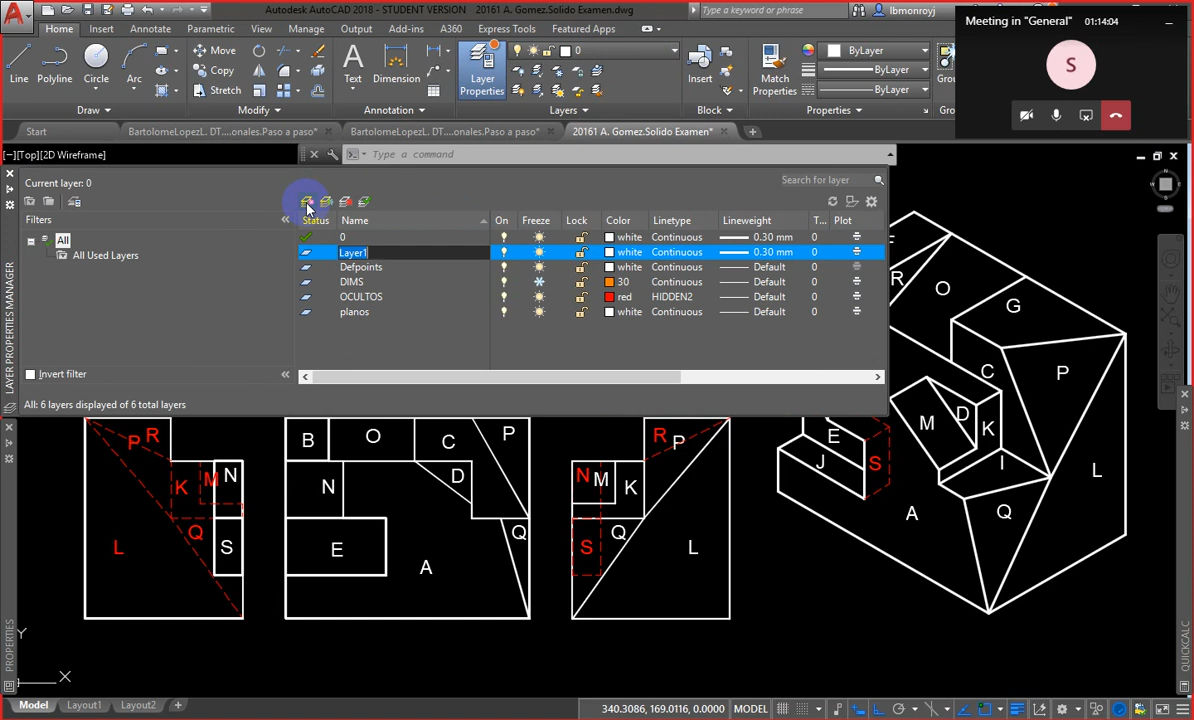 Autodesk AutoCAD 2018 - STUDENT VERSION 20161 A. Gomez.Solido Examen.dwg
Type a keyword or phrase
lbmonroyj
Meeting in "General" 01:14:04
S
Home Insert Annotate Parametric View Manage Output Add-ins A360 Express Tools Featured Apps
Line Polyline Circle Arc
Move
Copy
Stretch
Text Dimension
Layer Properties
0
Insert
Match Properties
ByLayer
ByLayer
ByLayer
Draw Modify Annotation Layers Block Properties
Start BartolomeLopezL. DT....onales.Paso a paso* BartolomeLopezL. DT....onales.Paso a paso* 20161 A. Gomez.Solido Examen*
[−][Top][2D Wireframe]
Type a command
Current layer: 0
Search for layer
Filters
All
All Used Layers
Invert filter
All: 6 layers displayed of 6 total layers
Status Name On Freeze Lock Color Linetype Lineweight T... Plot
0 white Continuous 0.30 mm 0
Layer1 white Continuous 0.30 mm 0
Defpoints white Continuous Default 0
DIMS 30 Continuous Default 0
OCULTOS red HIDDEN2 Default 0
planos white Continuous Default 0
LAYER PROPERTIES MANAGER
PROPERTIES
QUICKCALC
P R K M N Q L S
B O C P D N E A Q
R P N M K S Q L
F R O G C P M D K E J S I L A Q
N
W
S
Y
X
Model Layout1 Layout2
340.3086, 169.0116, 0.0000 MODEL